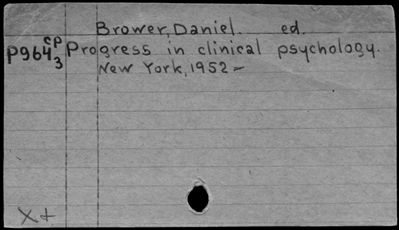 Brower, Daniel. ed.
P964cp3 Progress in clinical psychology.
New York, 1952-
X+